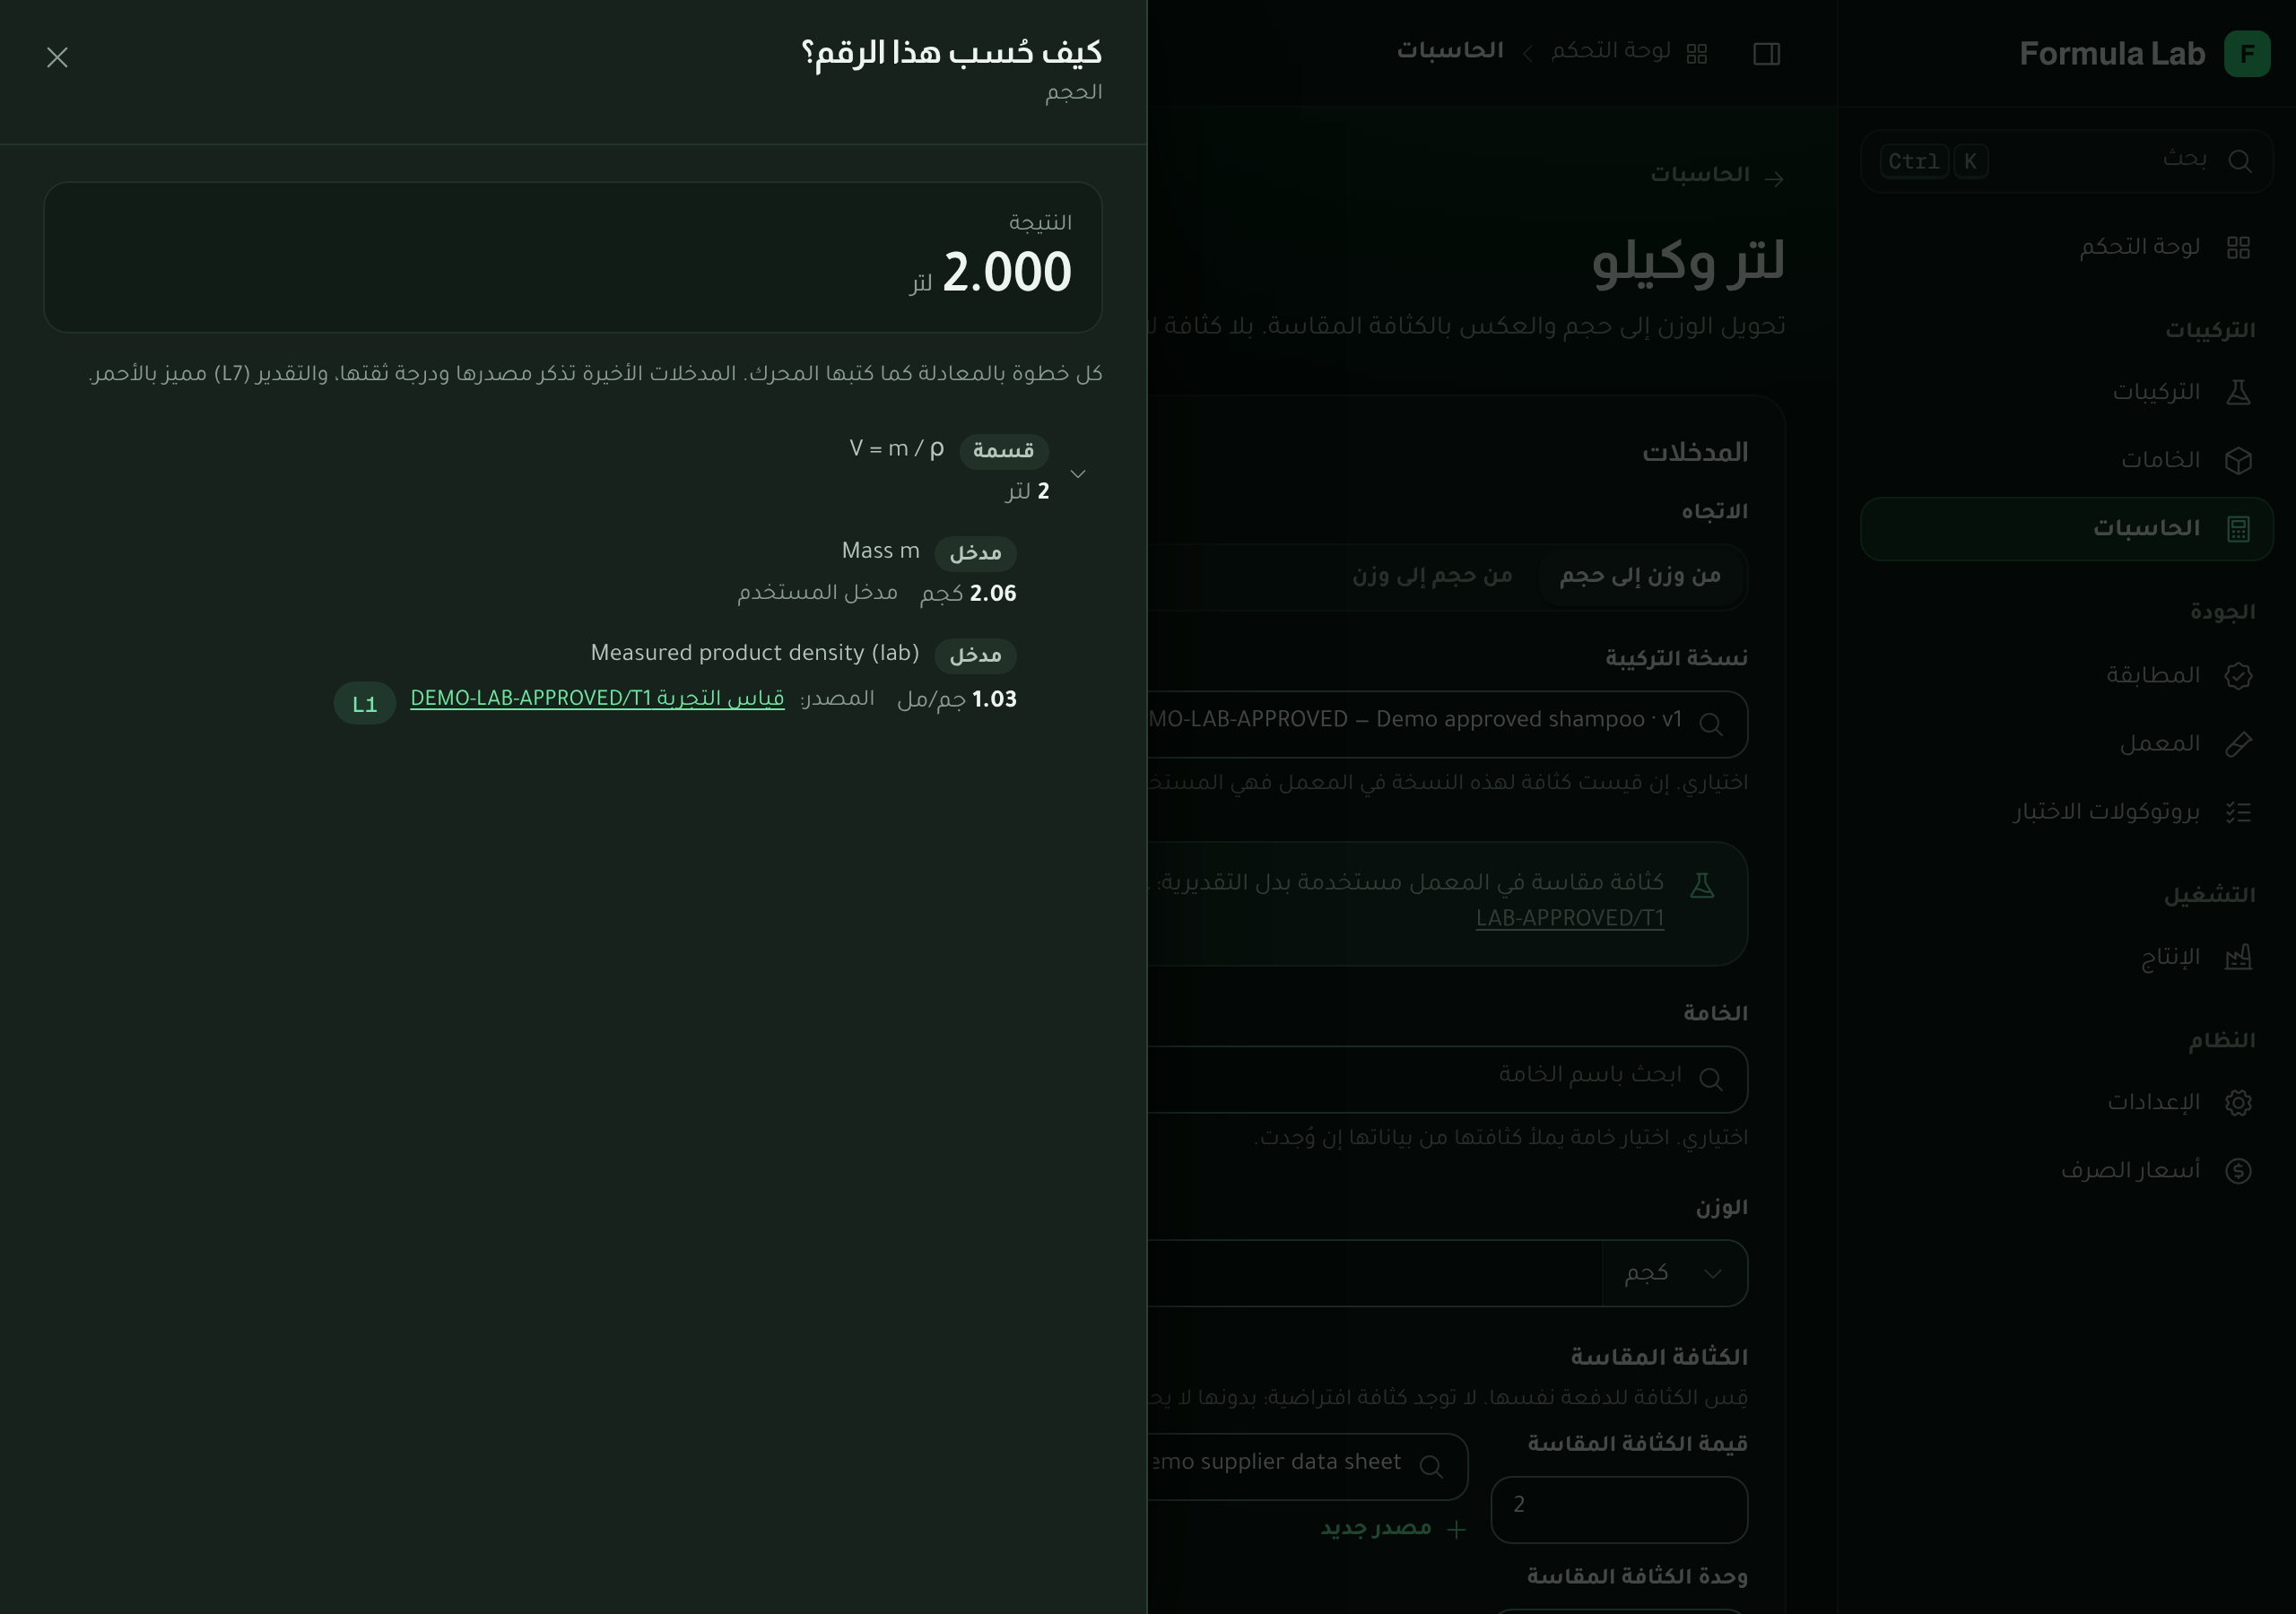 Formula Lab
F
بحث
Ctrl K
لوحة التحكم
التركيبات
التركيبات
الخامات
الحاسبات
الجودة
المطابقة
المعمل
بروتوكولات الاختبار
التشغيل
الإنتاج
النظام
الإعدادات
أسعار الصرف
لوحة التحكم
الحاسبات
الحاسبات
لتر وكيلو
تحويل الوزن إلى حجم والعكس بالكثافة المقاسة. بلا كثافة
المدخلات
الاتجاه
من وزن إلى حجم
من حجم إلى وزن
نسخة التركيبة
MO-LAB-APPROVED – Demo approved shampoo · v1
اختياري. إن قيست كثافة لهذه النسخة في المعمل فهي
كثافة مقاسة في المعمل مستخدمة بدل التقديرية:
LAB-APPROVED/T1
الخامة
ابحث باسم الخامة
اختياري. اختيار خامة يملأ كثافتها من بياناتها إن وُجدت.
الوزن
كجم
الكثافة المقاسة
قِس الكثافة للدفعة نفسها. لا توجد كثافة افتراضية: بدونها لا
قيمة الكثافة المقاسة
2
emo supplier data sheet
مصدر جديد
وحدة الكثافة المقاسة
كيف حُسب هذا الرقم؟
الحجم
النتيجة
2.000 لتر
كل خطوة بالمعادلة كما كتبها المحرك. المدخلات الأخيرة تذكر مصدرها ودرجة ثقتها، والتقدير (L7) مميز بالأحمر.
قسمة V = m / ρ
2 لتر
مدخل Mass m
2.06 كجم مدخل المستخدم
مدخل Measured product density (lab)
1.03 جم/مل المصدر: قياس التجربة DEMO-LAB-APPROVED/T1 L1